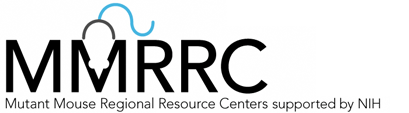 MMRRC
Mutant Mouse Regional Resource Centers supported by NIH